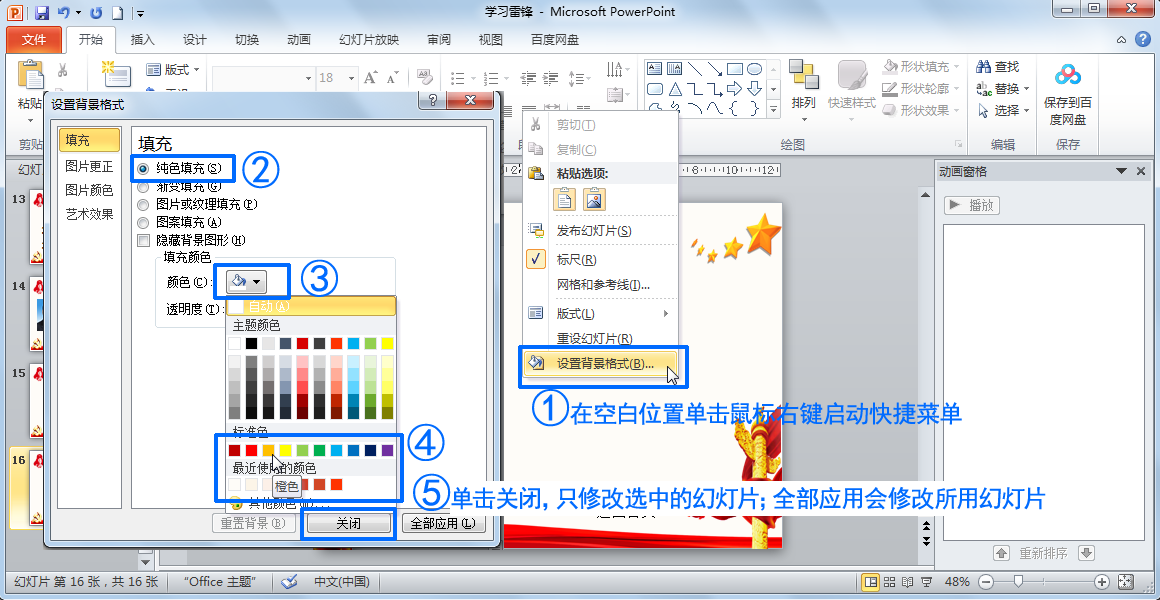 学习雷锋 - Microsoft PowerPoint
文件 开始 插入 设计 切换 动画 幻灯片放映 审阅 视图 百度网盘
版式 18 形状填充 查找
形状轮廓 替换
粘贴 排列 快速样式 形状效果 选择 保存到百度网盘
剪贴 绘图 编辑 保存
设置背景格式
填充
图片更正
图片颜色
艺术效果
填充
纯色填充(S) ②
渐变填充(G)
图片或纹理填充(P)
图案填充(A)
隐藏背景图形(H)
填充颜色
颜色(C): ③
透明度(T):
自动(A)
主题颜色
标准色
④
最近使用的颜色
橙色
其他颜色(M)...
重置背景(B) 关闭 全部应用(L)
幻灯
13
14
15
16
剪切(T)
复制(C)
粘贴选项:
发布幻灯片(S)
标尺(R)
网格和参考线(I)...
版式(L)
重设幻灯片(R)
设置背景格式(B)...
8 10 12
①在空白位置单击鼠标右键启动快捷菜单
⑤单击关闭,只修改选中的幻灯片;全部应用会修改所用幻灯片
动画窗格
播放
重新排序
幻灯片 第 16 张，共 16 张 "Office 主题" 中文(中国) 48%